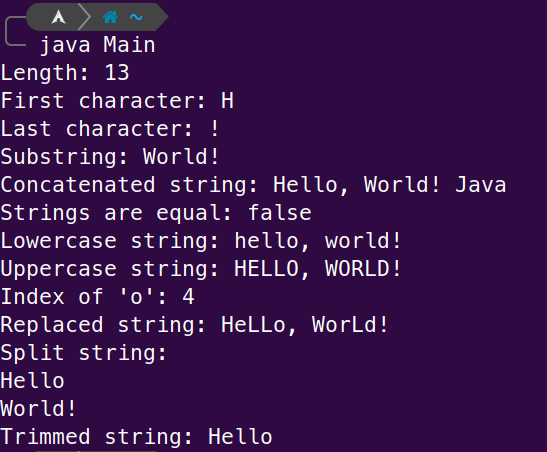 ~
java Main
Length: 13
First character: H
Last character: !
Substring: World!
Concatenated string: Hello, World! Java
Strings are equal: false
Lowercase string: hello, world!
Uppercase string: HELLO, WORLD!
Index of 'o': 4
Replaced string: HeLLo, WorLd!
Split string:
Hello
World!
Trimmed string: Hello